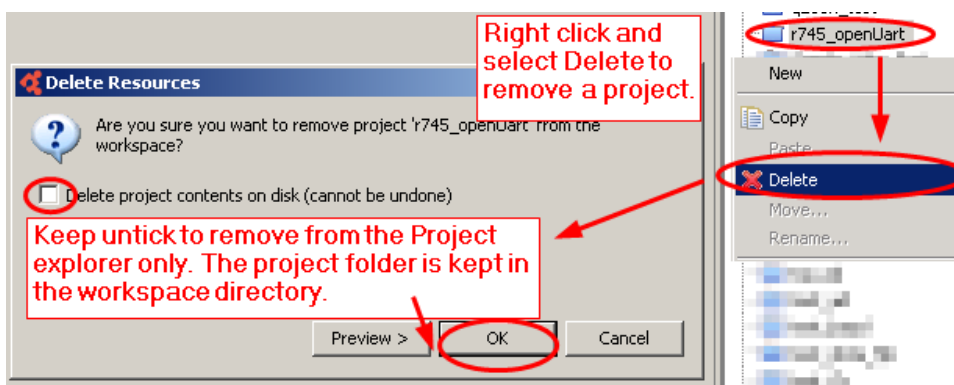 Right click and
select Delete to
remove a project.
Delete Resources
Are you sure you want to remove project 'r745_openUart' from the
workspace?
Delete project contents on disk (cannot be undone)
Keep untick to remove from the Project
explorer only. The project folder is kept in
the workspace directory.
Preview >
OK
Cancel
r745_openUart
New
Copy
Paste
Delete
Move...
Rename...